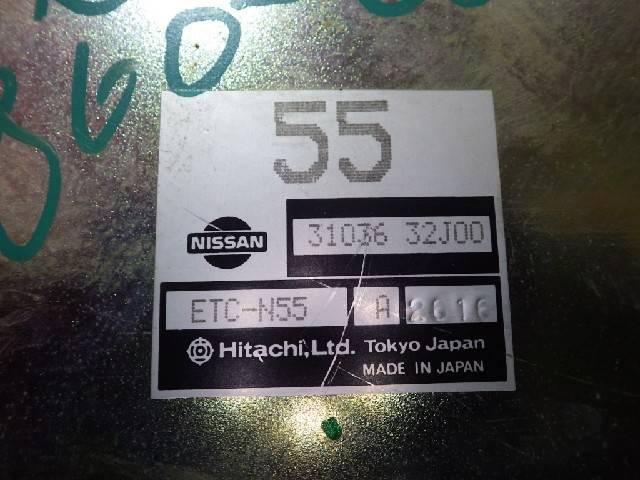 55
NISSAN
31036 32J00
ETC-N55 A 2616
Hitachi, Ltd. Tokyo Japan
MADE IN JAPAN